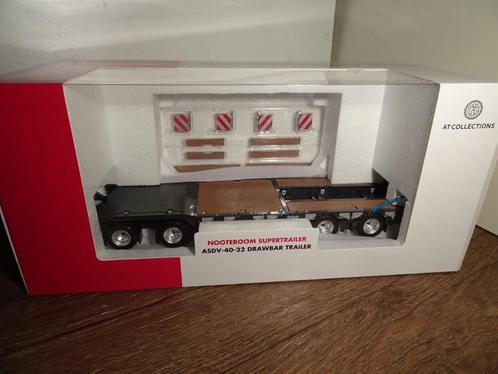 AT COLLECTIONS
NOOTEBOOM SUPERTRAILER
ASDV-40-22 DRAWBAR TRAILER